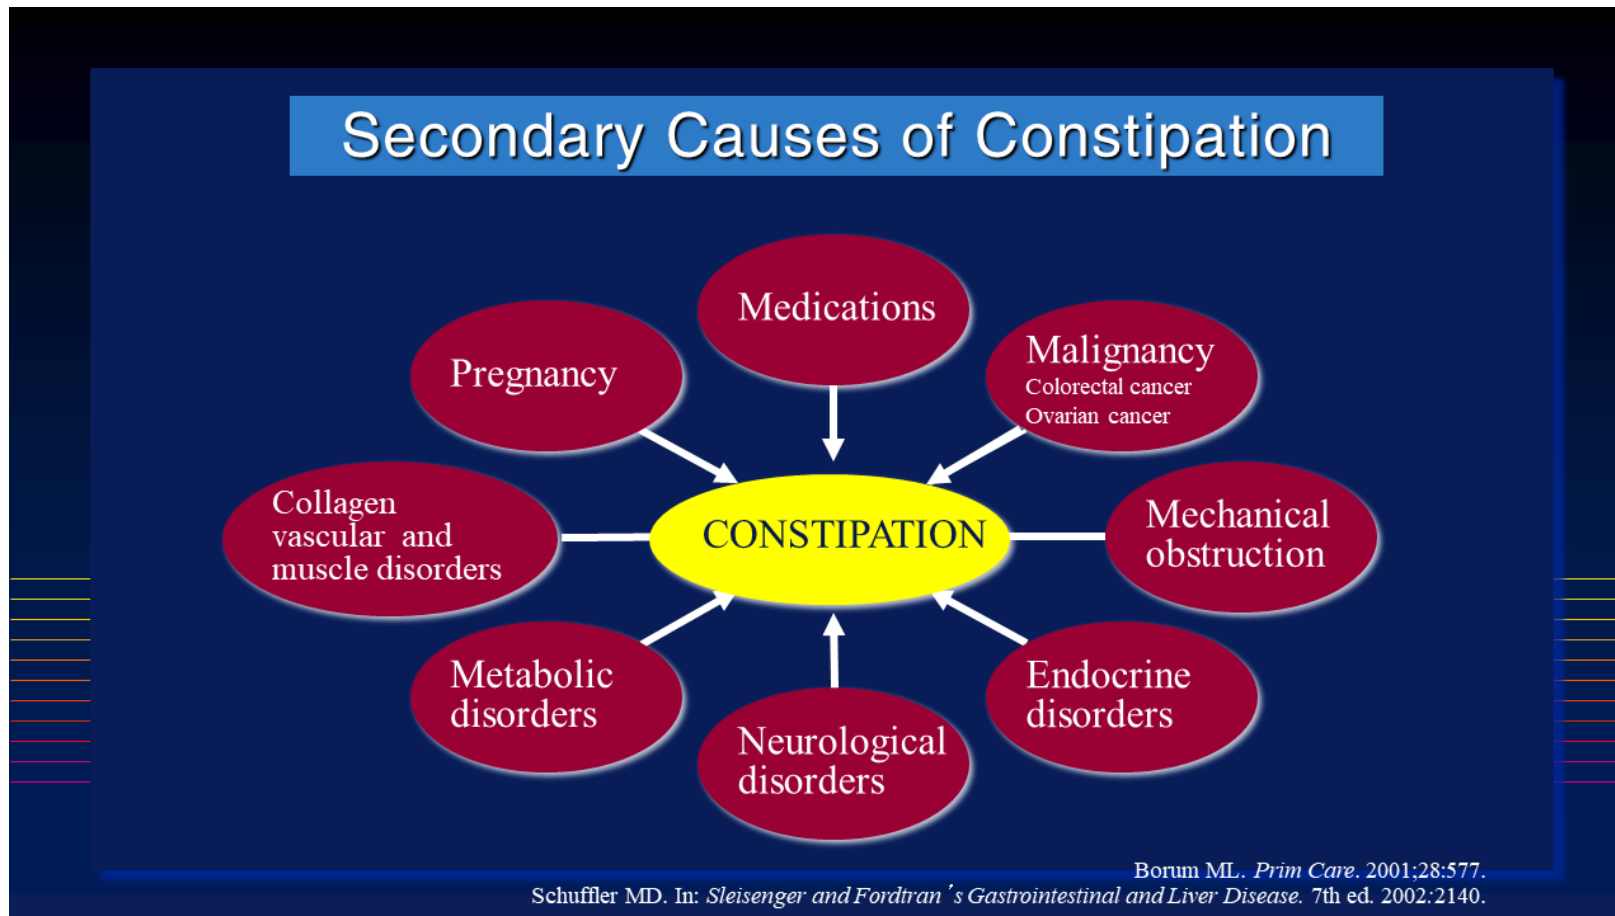 Secondary Causes of Constipation
Medications
Pregnancy
Malignancy
Colorectal cancer
Ovarian cancer
Collagen
vascular and
muscle disorders
CONSTIPATION
Mechanical
obstruction
Metabolic
disorders
Neurological
disorders
Endocrine
disorders
Borum ML. Prim Care. 2001;28:577.
Schuffler MD. In: Sleisenger and Fordtran's Gastrointestinal and Liver Disease. 7th ed. 2002:2140.